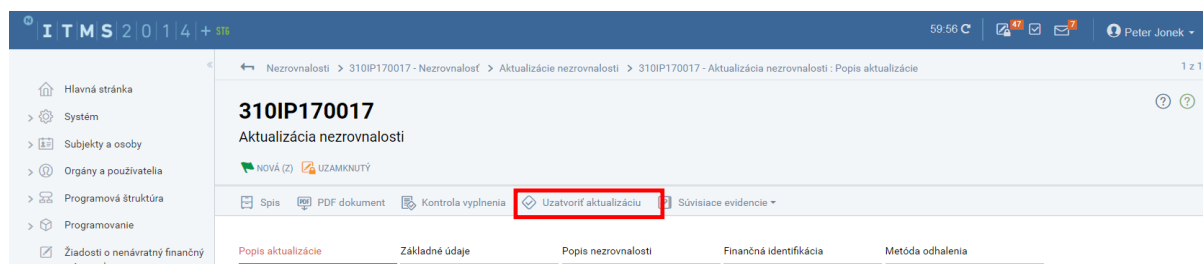 ITMS2014+ STG
59:56 47 7 Peter Jonek
Nezrovnalosti > 310IP170017 - Nezrovnalosť > Aktualizácie nezrovnalosti > 310IP170017 - Aktualizácia nezrovnalosti : Popis aktualizácie 1 z 1
Hlavná stránka
Systém
Subjekty a osoby
Orgány a používatelia
Programová štruktúra
Programovanie
Žiadosti o nenávratný finančný
310IP170017
Aktualizácia nezrovnalosti
NOVÁ (Z) UZAMKNUTÝ
Spis PDF dokument Kontrola vyplnenia Uzatvoriť aktualizáciu Súvisiace evidencie
Popis aktualizácie Základné údaje Popis nezrovnalosti Finančná identifikácia Metóda odhalenia